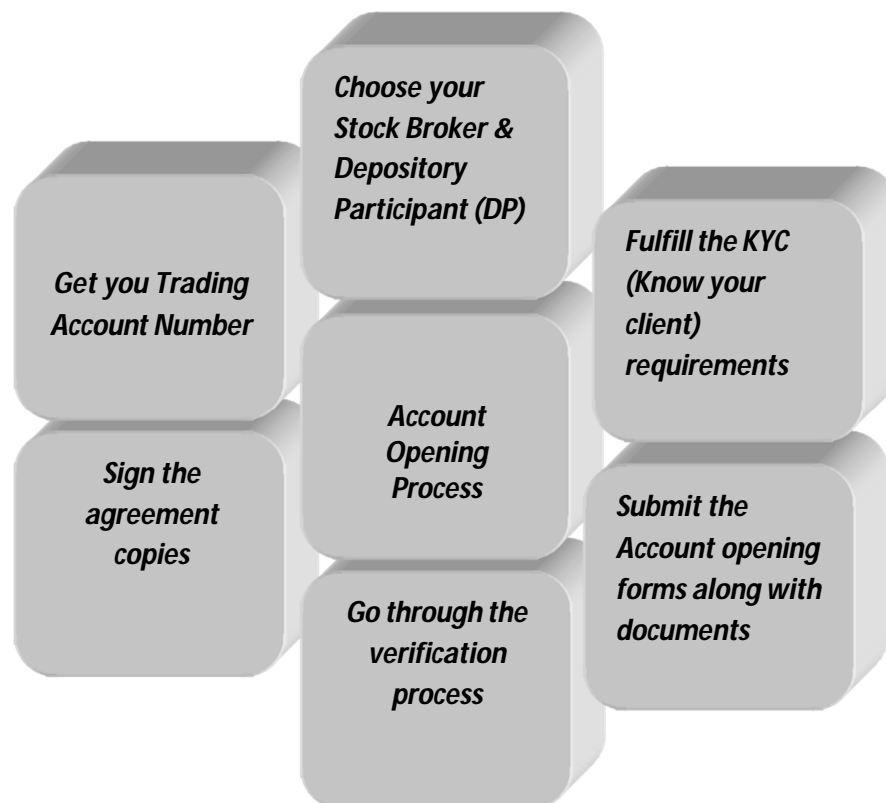 Choose your
Stock Broker &
Depository
Participant (DP)
Fulfill the KYC
(Know your
client)
requirements
Get you Trading
Account Number
Account
Opening
Process
Sign the
agreement
copies
Submit the
Account opening
forms along with
documents
Go through the
verification
process